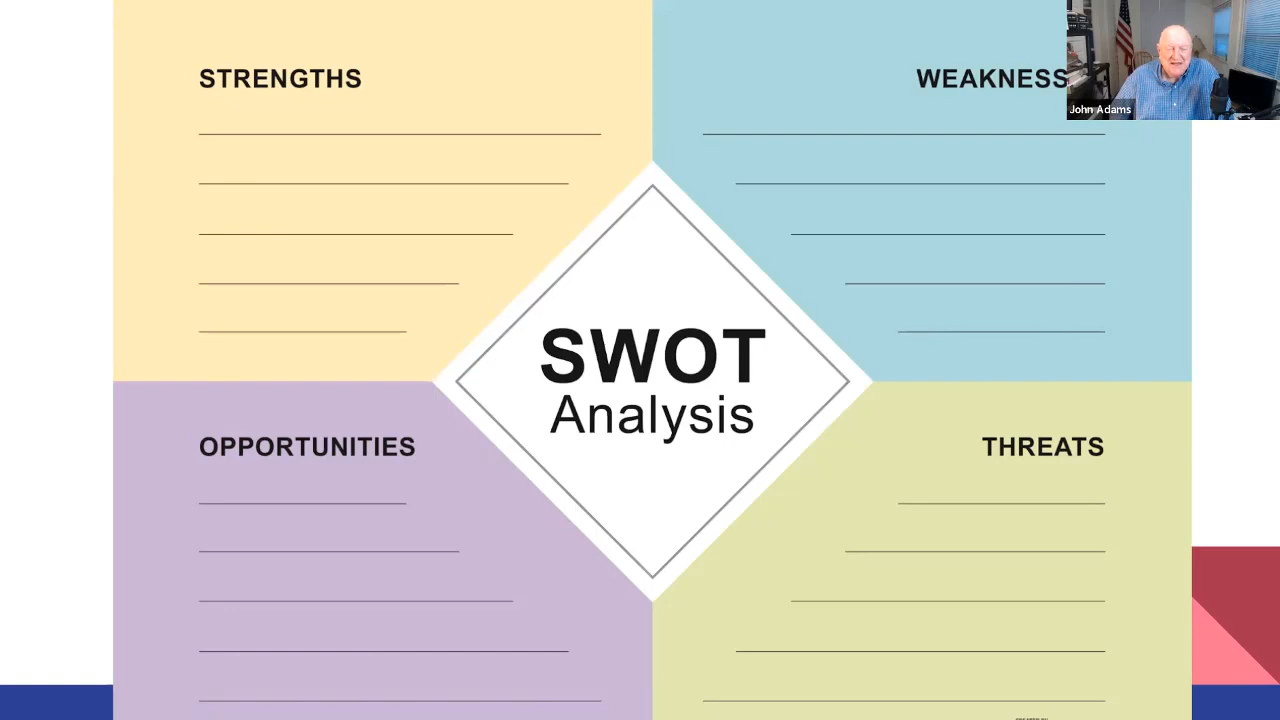 STRENGTHS
WEAKNESS
John Adams
SWOT
Analysis
OPPORTUNITIES
THREATS